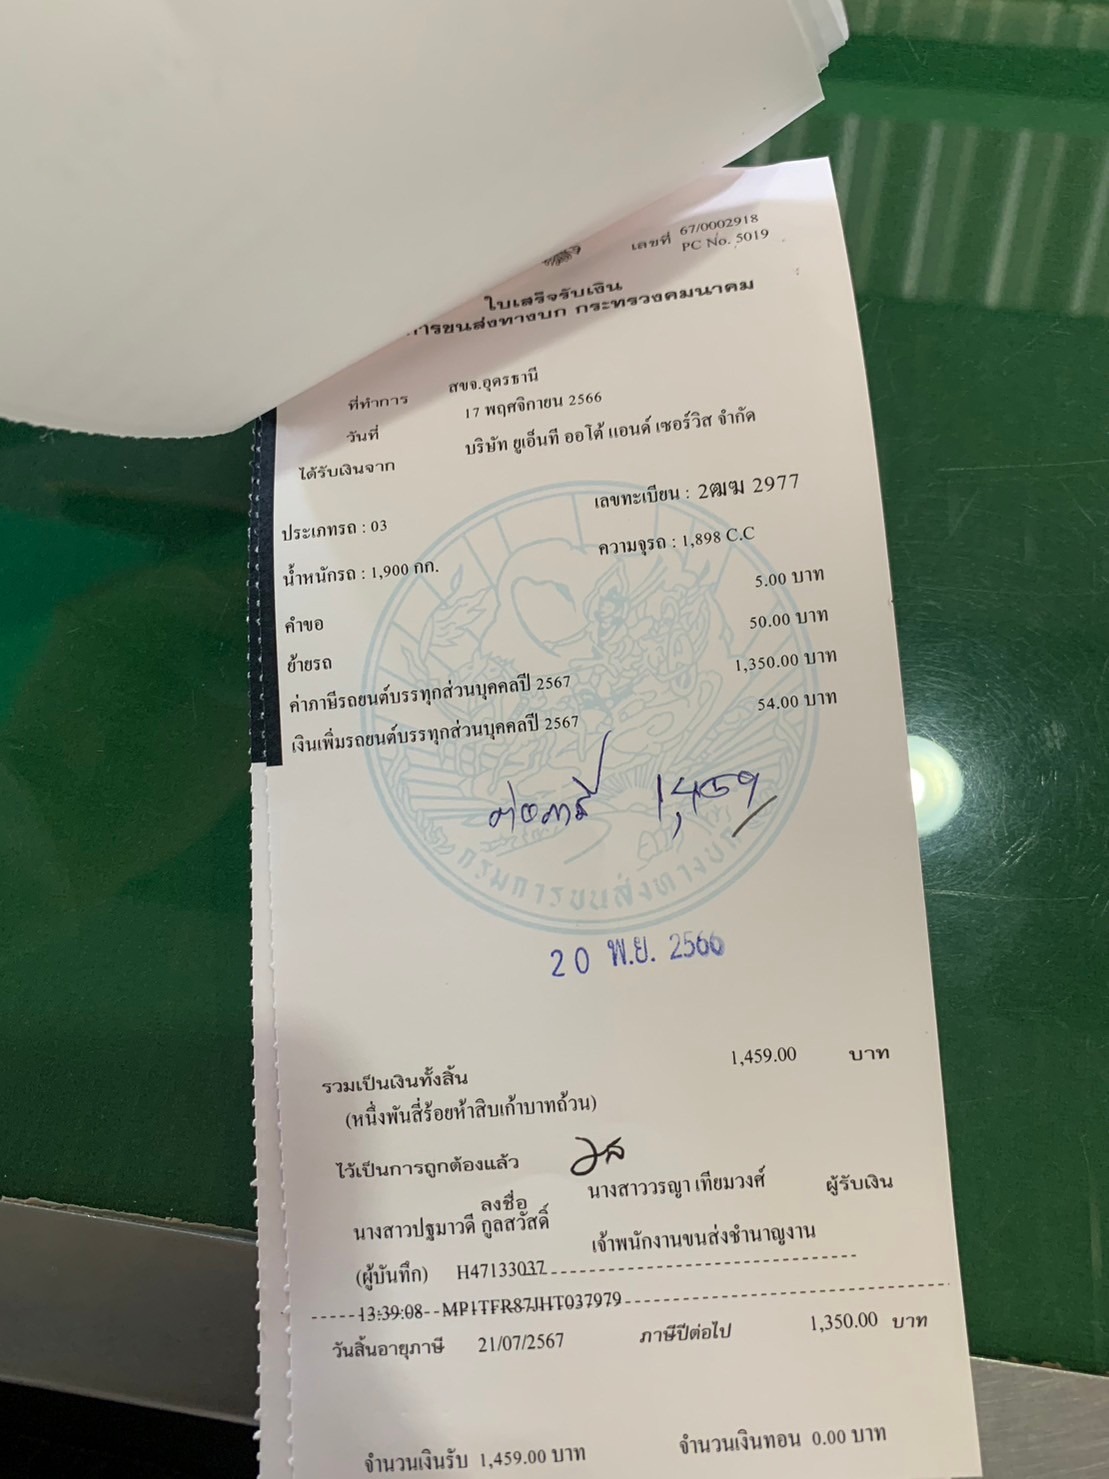 เลขที่ 67/0002918
PC No. 5019
ใบเสร็จรับเงิน
การขนส่งทางบก กระทรวงคมนาคม
ที่ทำการ สขจ.อุดรธานี
วันที่ 17 พฤศจิกายน 2566
ได้รับเงินจาก บริษัท ยูเอ็นที ออโต้ แอนด์ เซอร์วิส จำกัด
ประเภทรถ : 03 เลขทะเบียน : 2ฒฆ 2977
น้ำหนักรถ : 1,900 กก. ความจุรถ : 1,898 C.C
คำขอ 5.00 บาท
ย้ายรถ 50.00 บาท
ค่าภาษีรถยนต์บรรทุกส่วนบุคคลปี 2567 1,350.00 บาท
เงินเพิ่มรถยนต์บรรทุกส่วนบุคคลปี 2567 54.00 บาท
ต่อภาษี 1,459
กรมการขนส่งทางบก
20 พ.ย. 2566
รวมเป็นเงินทั้งสิ้น 1,459.00 บาท
(หนึ่งพันสี่ร้อยห้าสิบเก้าบาทถ้วน)
ไว้เป็นการถูกต้องแล้ว
ลงชื่อ นางสาววรญา เทียมวงศ์ ผู้รับเงิน
นางสาวปฐมาวดี กูลสวัสดิ์ เจ้าพนักงานขนส่งชำนาญงาน
(ผู้บันทึก) H47133037
13:39:08 MP1TFR87JHT037979
วันสิ้นอายุภาษี 21/07/2567 ภาษีปีต่อไป 1,350.00 บาท
จำนวนเงินรับ 1,459.00 บาท จำนวนเงินทอน 0.00 บาท